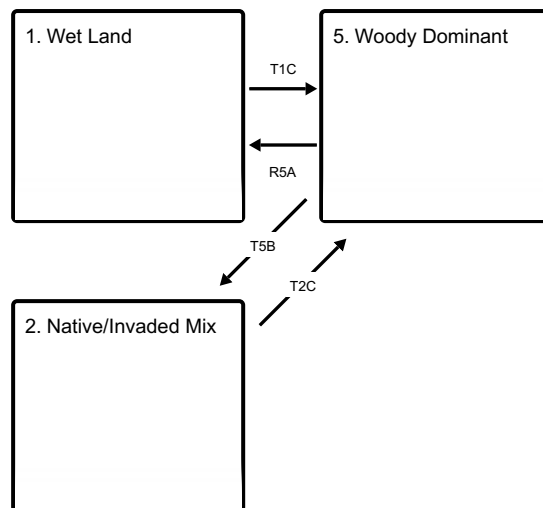 1. Wet Land
5. Woody Dominant
T1C
R5A
T5B
T2C
2. Native/Invaded Mix